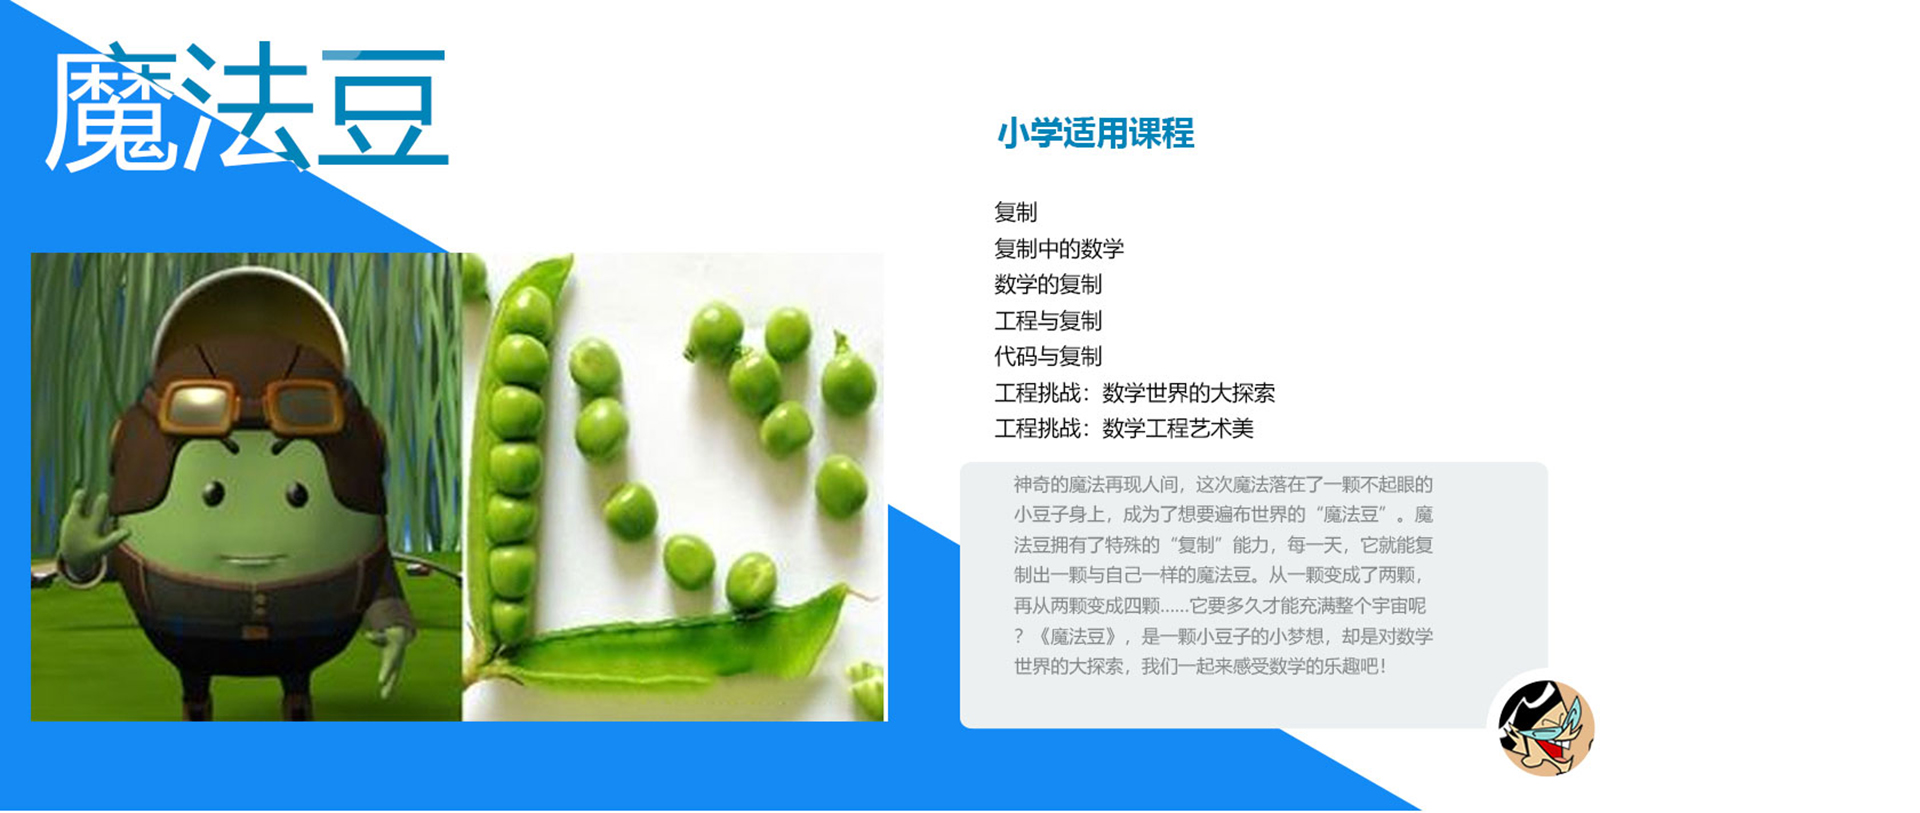 魔法豆
小学适用课程
复制
复制中的数学
数学的复制
工程与复制
代码与复制
工程挑战：数学世界的大探索
工程挑战：数学工程艺术美
神奇的魔法再现人间，这次魔法落在了一颗不起眼的
小豆子身上，成为了想要遍布世界的“魔法豆”。魔
法豆拥有了特殊的“复制”能力，每一天，它就能复
制出一颗与自己一样的魔法豆。从一颗变成了两颗，
再从两颗变成四颗......它要多久才能充满整个宇宙呢
？《魔法豆》，是一颗小豆子的小梦想，却是对数学
世界的大探索，我们一起来感受数学的乐趣吧！